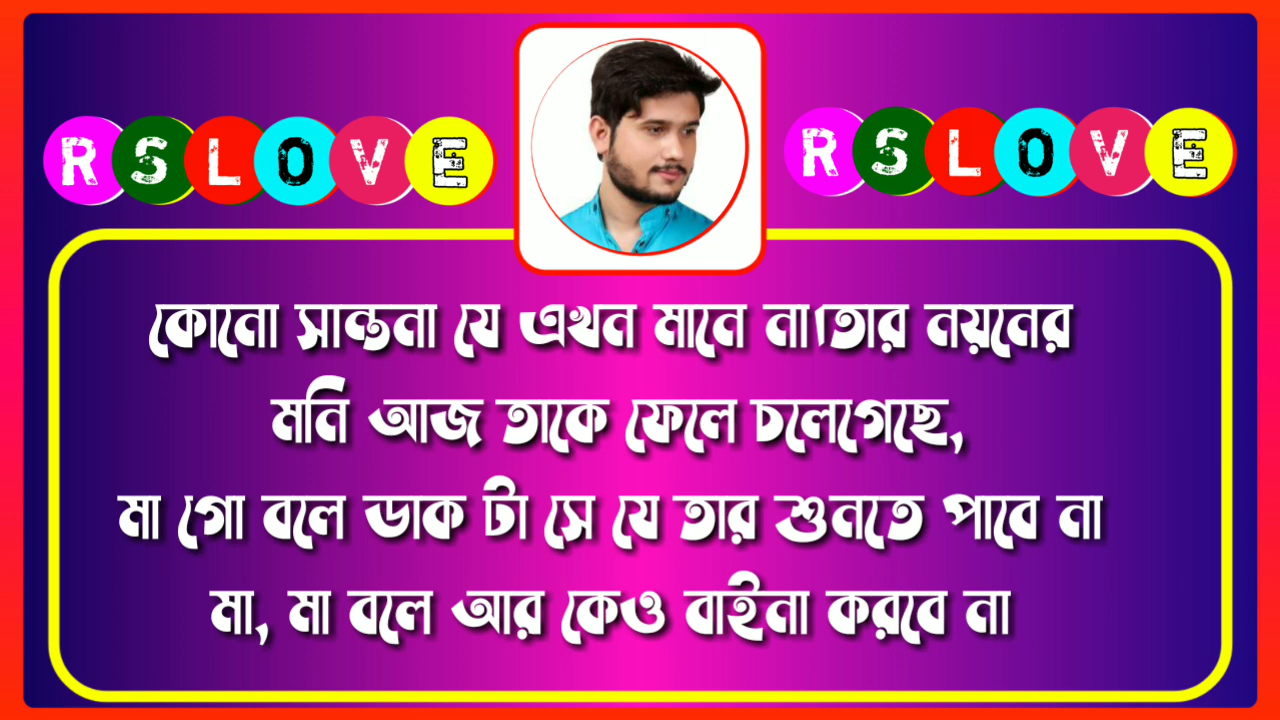 RSLOVE
RSLOVE
কোনো সান্তনা যে এখন মানে না।তার নয়নের
মনি আজ তাকে ফেলে চলেগেছে,
মা গো বলে ডাক টা সে যে তার শুনতে পাবে না
মা, মা বলে আর কেও বাইনা করবে না